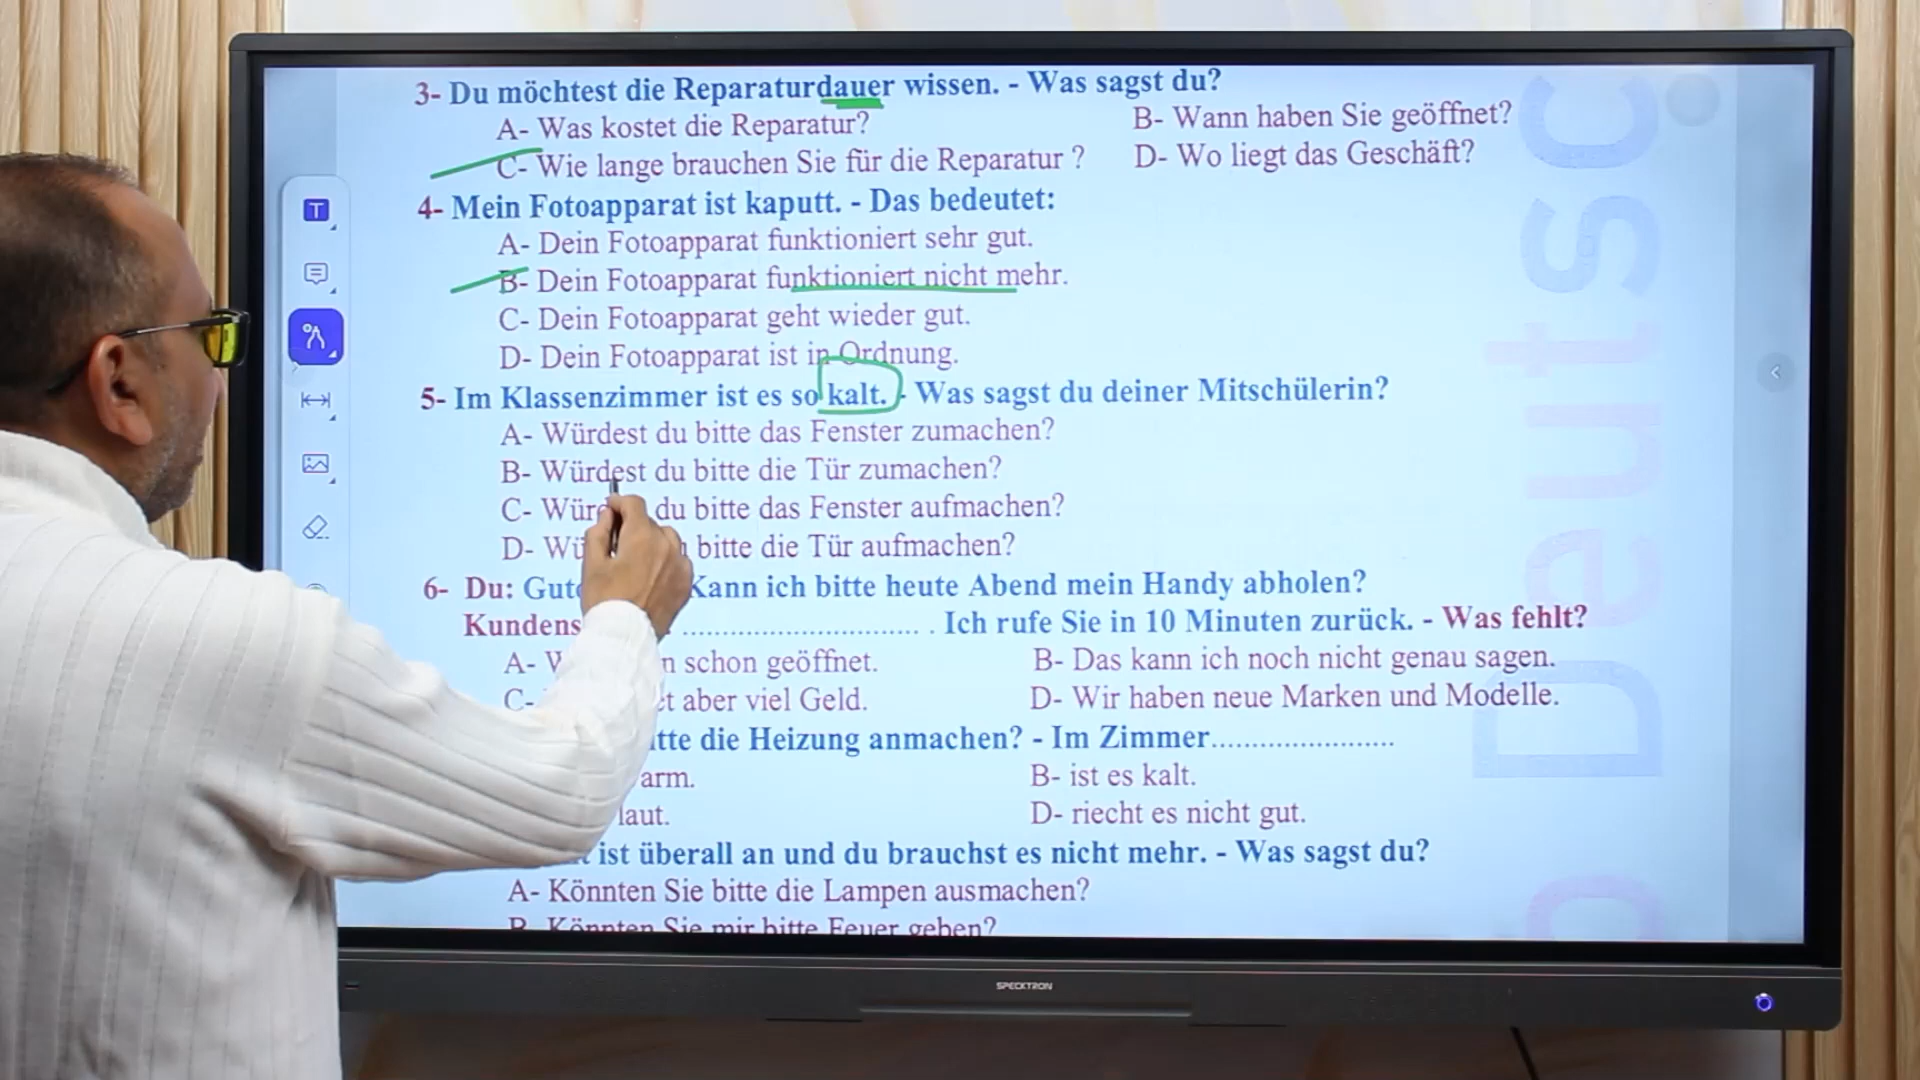 3- Du möchtest die Reparaturdauer wissen. - Was sagst du?
A- Was kostet die Reparatur? B- Wann haben Sie geöffnet?
C- Wie lange brauchen Sie für die Reparatur ? D- Wo liegt das Geschäft?
4- Mein Fotoapparat ist kaputt. - Das bedeutet:
A- Dein Fotoapparat funktioniert sehr gut.
B- Dein Fotoapparat funktioniert nicht mehr.
C- Dein Fotoapparat geht wieder gut.
D- Dein Fotoapparat ist in Ordnung.
5- Im Klassenzimmer ist es so kalt. - Was sagst du deiner Mitschülerin?
A- Würdest du bitte das Fenster zumachen?
B- Würdest du bitte die Tür zumachen?
C- du bitte das Fenster aufmachen?
D- bitte die Tür aufmachen?
6- Du: Kann ich bitte heute Abend mein Handy abholen?
.............................. . Ich rufe Sie in 10 Minuten zurück. - Was fehlt?
A- schon geöffnet. B- Das kann ich noch nicht genau sagen.
C- aber viel Geld. D- Wir haben neue Marken und Modelle.
die Heizung anmachen? - Im Zimmer.......................
B- ist es kalt.
laut. D- riecht es nicht gut.
ist überall an und du brauchst es nicht mehr. - Was sagst du?
A- Könnten Sie bitte die Lampen ausmachen?
B- Könnten Sie mir bitte Feuer geben?
Deutsc
SPECKTRON